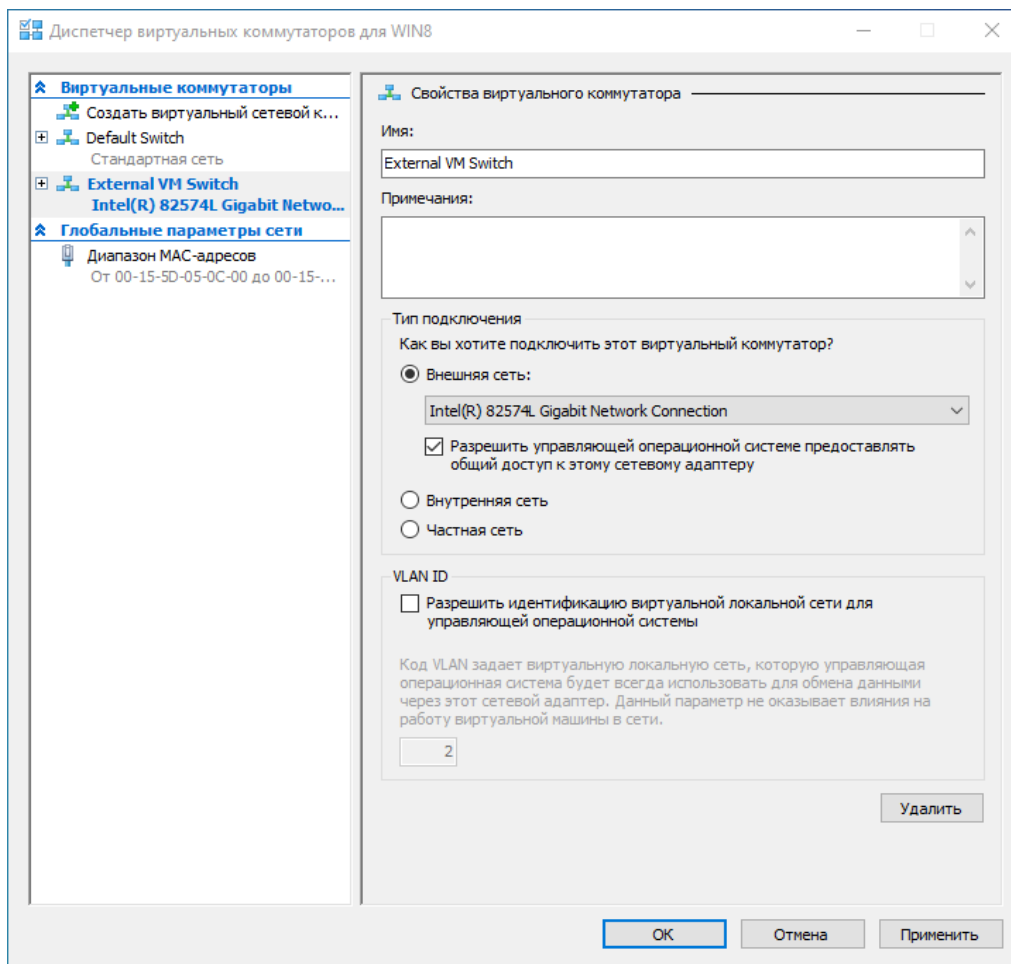 Диспетчер виртуальных коммутаторов для WIN8
Виртуальные коммутаторы
Создать виртуальный сетевой к...
Default Switch
Стандартная сеть
External VM Switch
Intel(R) 82574L Gigabit Netwo...
Глобальные параметры сети
Диапазон MAC-адресов
От 00-15-5D-05-0C-00 до 00-15-...
Свойства виртуального коммутатора
Имя:
External VM Switch
Примечания:
Тип подключения
Как вы хотите подключить этот виртуальный коммутатор?
Внешняя сеть:
Intel(R) 82574L Gigabit Network Connection
Разрешить управляющей операционной системе предоставлять
общий доступ к этому сетевому адаптеру
Внутренняя сеть
Частная сеть
VLAN ID
Разрешить идентификацию виртуальной локальной сети для
управляющей операционной системы
Код VLAN задает виртуальную локальную сеть, которую управляющая
операционная система будет всегда использовать для обмена данными
через этот сетевой адаптер. Данный параметр не оказывает влияния на
работу виртуальной машины в сети.
2
Удалить
ОК
Отмена
Применить